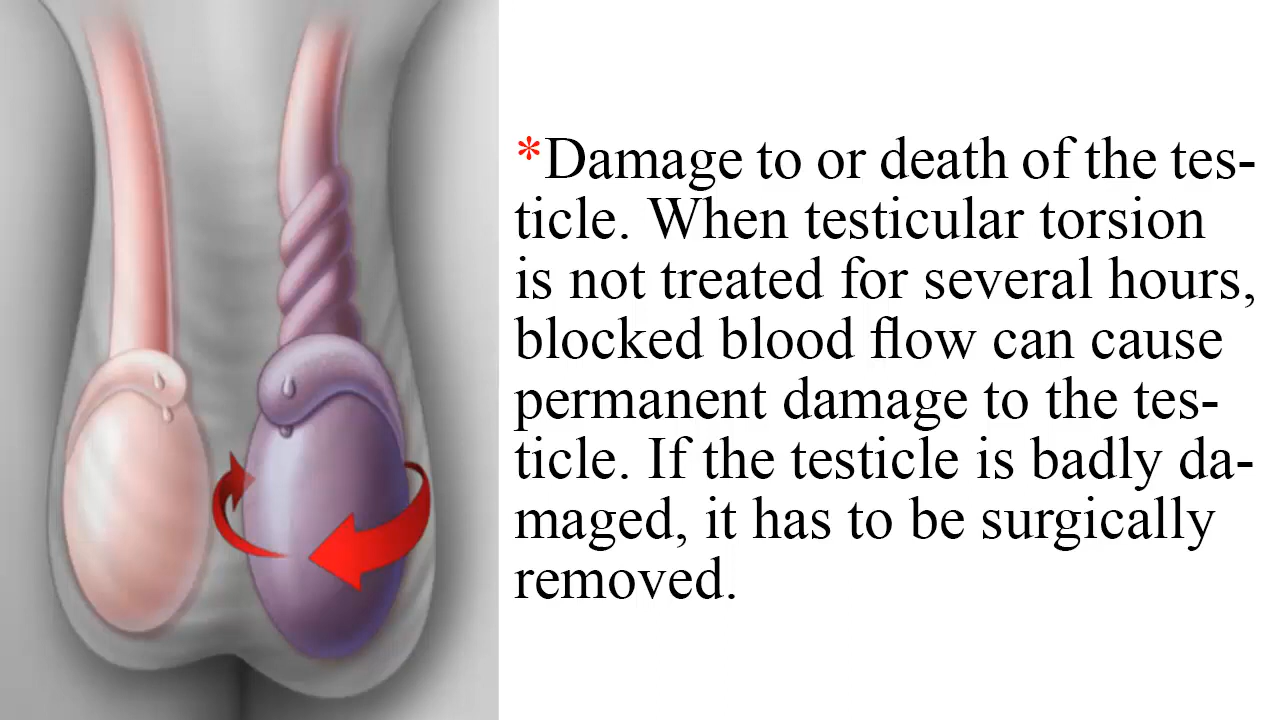 *Damage to or death of the tes-
ticle. When testicular torsion
is not treated for several hours,
blocked blood flow can cause
permanent damage to the tes-
ticle. If the testicle is badly da-
maged, it has to be surgically
removed.